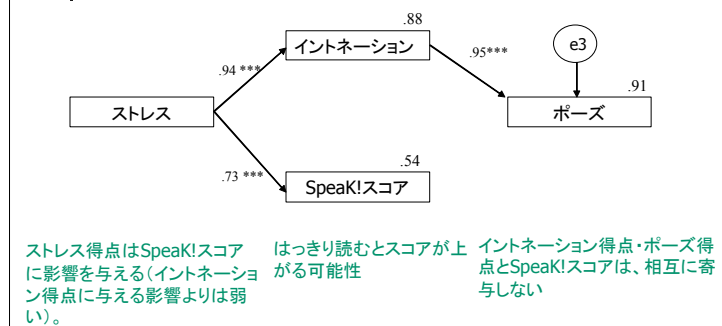 .88
イントネーション
e3
.95***
.94 ***
.91
ストレス
ポーズ
.54
.73 ***
SpeaK!スコア
ストレス得点はSpeaK!スコア
に影響を与える(イントネーショ
ン得点に与える影響よりは弱
い)。
はっきり読むとスコアが上
がる可能性
イントネーション得点・ポーズ得
点とSpeaK!スコアは、相互に寄
与しない